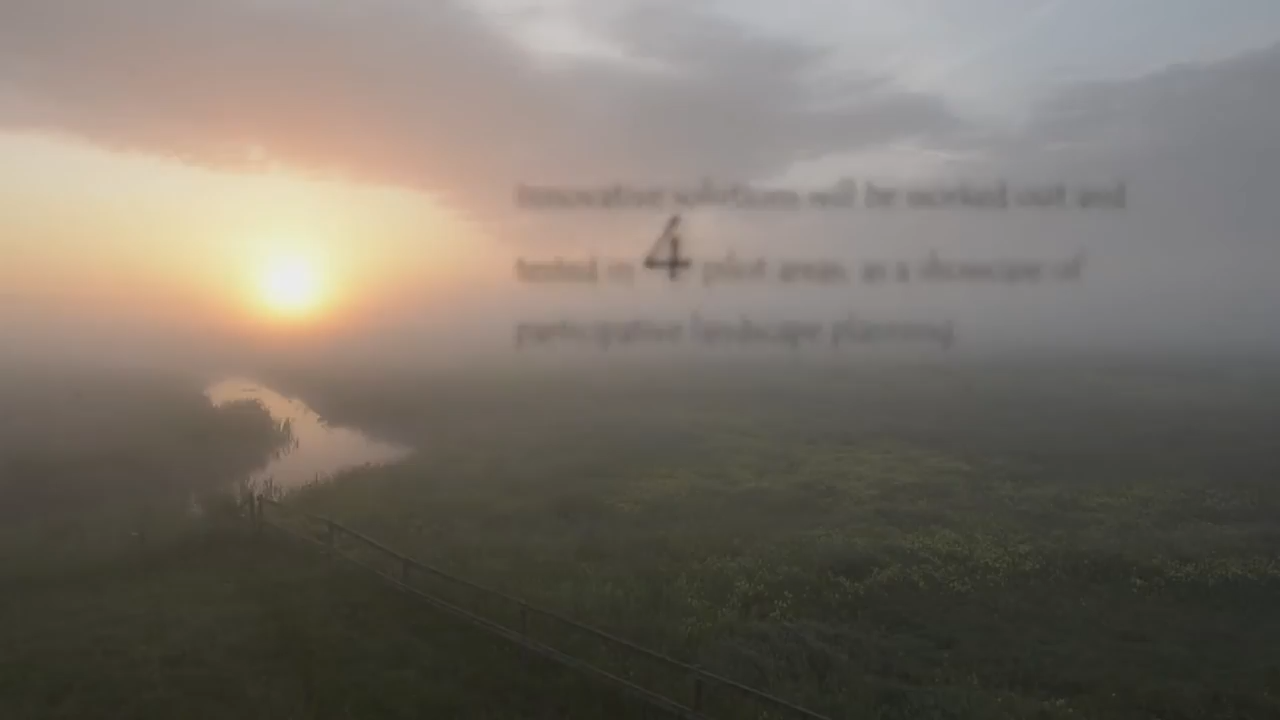 Innovative solutions will be worked out and
tested in 4 pilot areas, as a showcase of
participative landscape planning